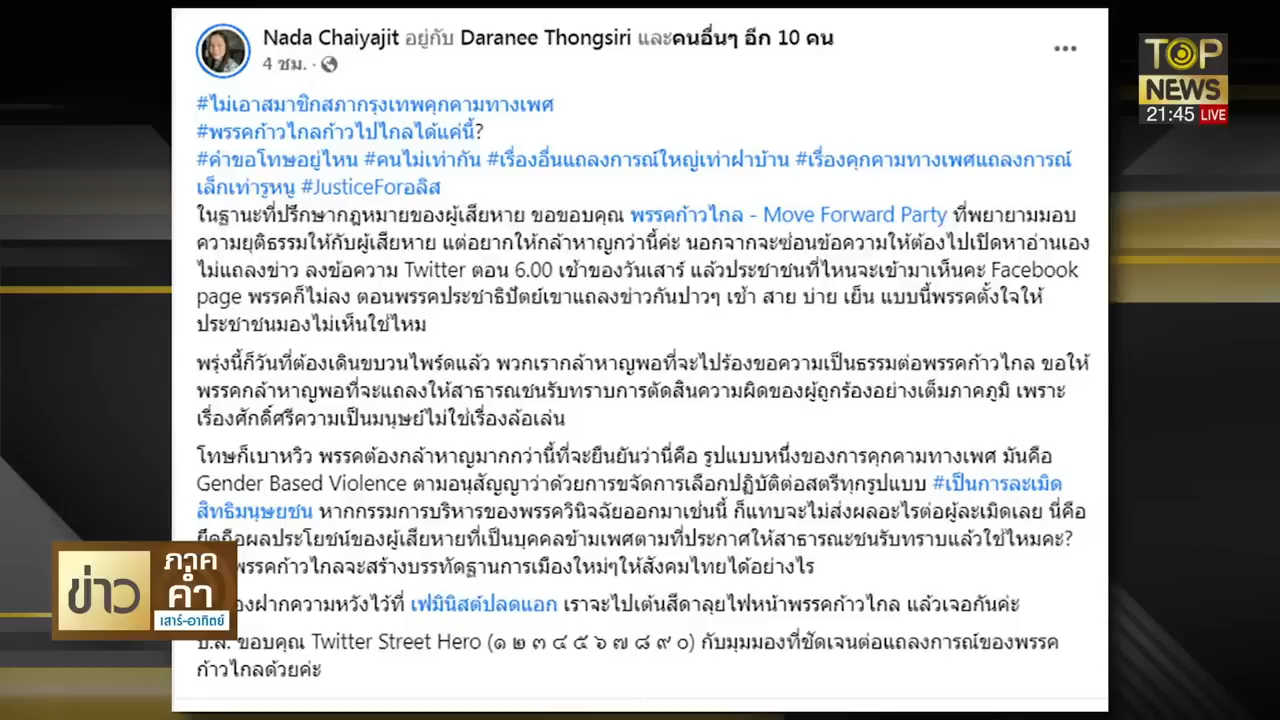 Nada Chaiyajit อยู่กับ Daranee Thongsiri และคนอื่นๆ อีก 10 คน
4 ชม. ·
TOP
NEWS
21:45 LIVE
#ไม่เอาสมาชิกสภากรุงเทพคุกคามทางเพศ
#พรรคก้าวไกลก้าวไปไกลได้แค่นี้?
#คำขอโทษอยู่ไหน #คนไม่เท่ากัน #เรื่องอื่นแถลงการณ์ใหญ่เท่าฝาบ้าน #เรื่องคุกคามทางเพศแถลงการณ์
เล็กเท่ารูหนู #JusticeForอลิส
ในฐานะที่ปรึกษากฎหมายของผู้เสียหาย ขอขอบคุณ พรรคก้าวไกล - Move Forward Party ที่พยายามมอบ
ความยุติธรรมให้กับผู้เสียหาย แต่อยากให้กล้าหาญกว่านี้ค่ะ นอกจากจะซ่อนข้อความให้ต้องไปเปิดหาอ่านเอง
ไม่แถลงข่าว ลงข้อความ Twitter ตอน 6.00 เช้าของวันเสาร์ แล้วประชาชนที่ไหนจะเข้ามาเห็นคะ Facebook
page พรรคก็ไม่ลง ตอนพรรคประชาธิปัตย์เขาแถลงข่าวกันปาวๆ เช้า สาย บ่าย เย็น แบบนี้พรรคตั้งใจให้
ประชาชนมองไม่เห็นใช่ไหม
พรุ่งนี้ก็วันที่ต้องเดินขบวนไพร์ดแล้ว พวกเรากล้าหาญพอที่จะไปร้องขอความเป็นธรรมต่อพรรคก้าวไกล ขอให้
พรรคกล้าหาญพอที่จะแถลงให้สาธารณชนรับทราบการตัดสินความผิดของผู้ถูกร้องอย่างเต็มภาคภูมิ เพราะ
เรื่องศักดิ์ศรีความเป็นมนุษย์ไม่ใช่เรื่องล้อเล่น
โทษก็เบาหวิว พรรคต้องกล้าหาญมากกว่านี้ที่จะยืนยันว่านี่คือ รูปแบบหนึ่งของการคุกคามทางเพศ มันคือ
Gender Based Violence ตามอนุสัญญาว่าด้วยการขจัดการเลือกปฏิบัติต่อสตรีทุกรูปแบบ #เป็นการละเมิด
สิทธิมนุษยชน หากกรรมการบริหารของพรรควินิจฉัยออกมาเช่นนี้ ก็แทบจะไม่ส่งผลอะไรต่อผู้ละเมิดเลย นี่คือ
ยึดถือผลประโยชน์ของผู้เสียหายที่เป็นบุคคลข้ามเพศตามที่ประกาศให้สาธารณะชนรับทราบแล้วใช่ไหมคะ?
พรรคก้าวไกลจะสร้างบรรทัดฐานการเมืองใหม่ๆให้สังคมไทยได้อย่างไร
องฝากความหวังไว้ที่ เฟมินิสต์ปลดแอก เราจะไปเต้นสีดาลุยไฟหน้าพรรคก้าวไกล แล้วเจอกันค่ะ
ป.ล. ขอบคุณ Twitter Street Hero (๑ ๒ ๓ ๔ ๕ ๖ ๗ ๘ ๙ ๐) กับมุมมองที่ชัดเจนต่อแถลงการณ์ของพรรค
ก้าวไกลด้วยค่ะ
ข่าว
ภาค
ค่ำ
เสาร์-อาทิตย์